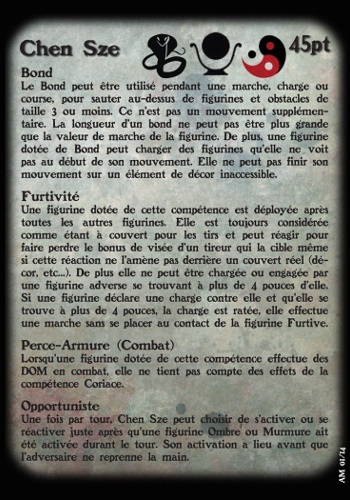 Chen Sze 45pt
Bond
Le Bond peut être utilisé pendant une marche, charge ou
course, pour sauter au-dessus de figurines et obstacles de
taille 3 ou moins. Ce n'est pas un mouvement supplémen-
taire. La longueur d'un bond ne peut pas être plus grande
que la valeur de marche de la figurine. De plus, une figurine
dotée de Bond peut charger des figurines qu'elle ne voit
pas au début de son mouvement. Elle ne peut pas finir son
mouvement sur un élément de décor inaccessible.
Furtivité
Une figurine dotée de cette compétence est déployée après
toutes les autres figurines. Elle est toujours considérée
comme étant à couvert pour les tirs et peut réagir pour
faire perdre le bonus de visée d'un tireur qui la cible même
si cette réaction ne l'amène pas derrière un couvert réel (dé-
cor, etc...). De plus elle ne peut être chargée ou engagée par
une figurine adverse se trouvant à plus de 4 pouces d'elle.
Si une figurine déclare une charge contre elle et qu'elle se
trouve à plus de 4 pouces, la charge est ratée, elle effectue
une marche sans se placer au contact de la figurine Furtive.
Perce-Armure (Combat)
Lorsqu'une figurine dotée de cette compétence effectue des
DOM en combat, elle ne tient pas compte des effets de la
compétence Coriace.
Opportuniste
Une fois par tour, Chen Sze peut choisir de s'activer ou se
réactiver juste après qu'une figurine Ombre ou Murmure ait
été activée durant le tour. Son activation a lieu avant que
l'adversaire ne reprenne la main.
AM 01/14